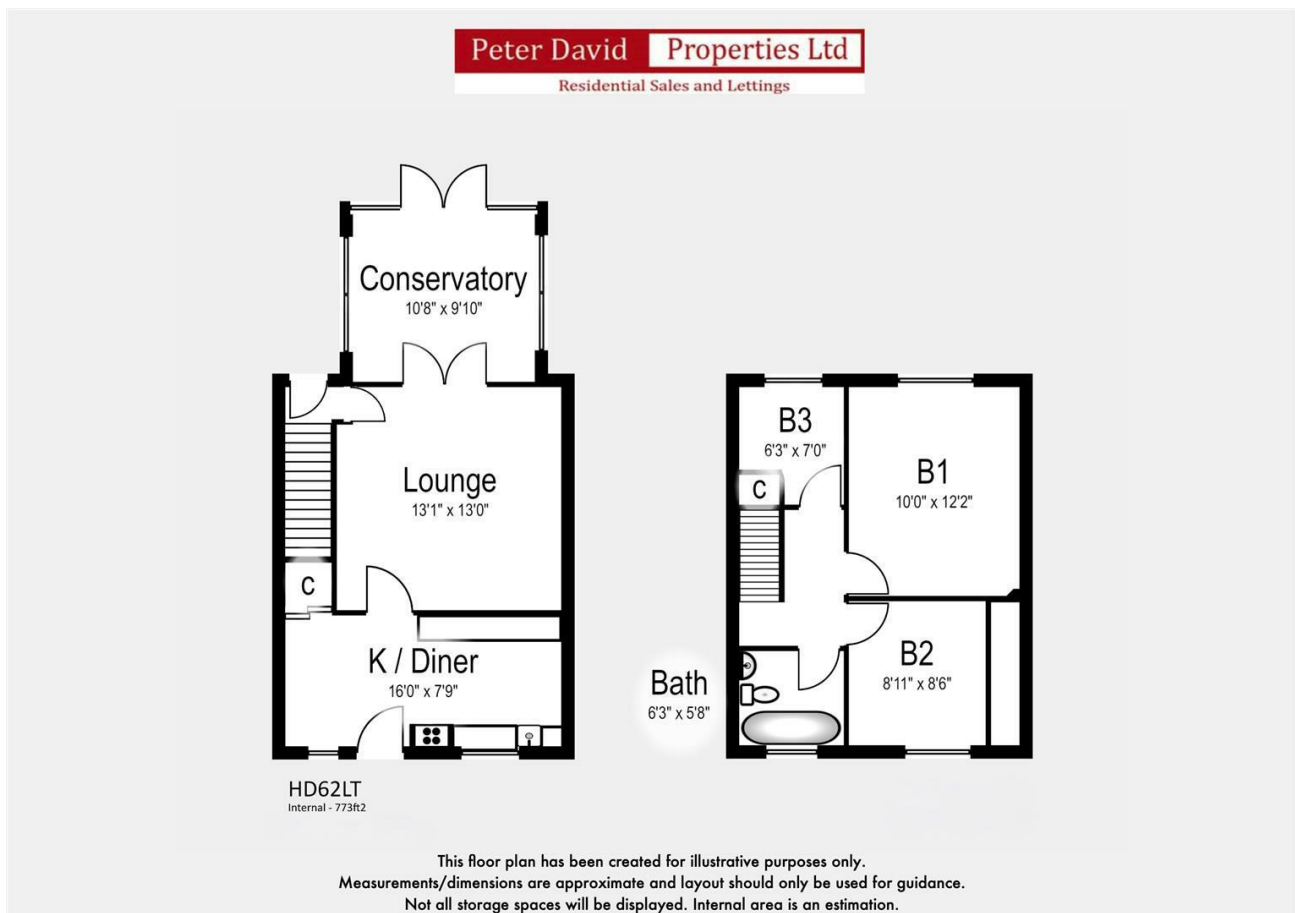 Peter David Properties Ltd
Residential Sales and Lettings
Conservatory
10'8" x 9'10"
Lounge
13'1" x 13'0"
C
K / Diner
16'0" x 7'9"
HD62LT
Internal - 773ft2
B3
6'3" x 7'0"
C
B1
10'0" x 12'2"
B2
8'11" x 8'6"
Bath
6'3" x 5'8"
This floor plan has been created for illustrative purposes only.
Measurements/dimensions are approximate and layout should only be used for guidance.
Not all storage spaces will be displayed. Internal area is an estimation.